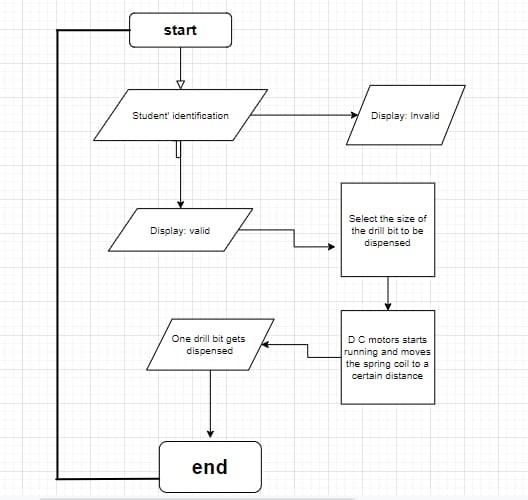 start
Student' identification
Display: Invalid
Display: valid
Select the size of
the drill bit to be
dispensed
One drill bit gets
dispensed
D C motors starts
running and moves
the spring coil to a
certain distance
end